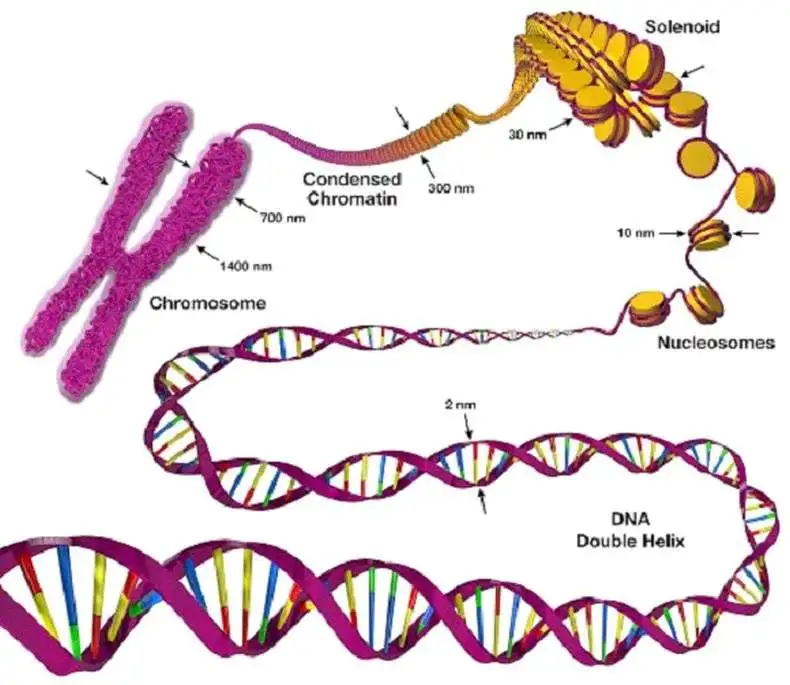 Solenoid
30 nm
Condensed
Chromatin
300 nm
700 nm
1400 nm
Chromosome
10 nm
Nucleosomes
2 nm
DNA
Double Helix